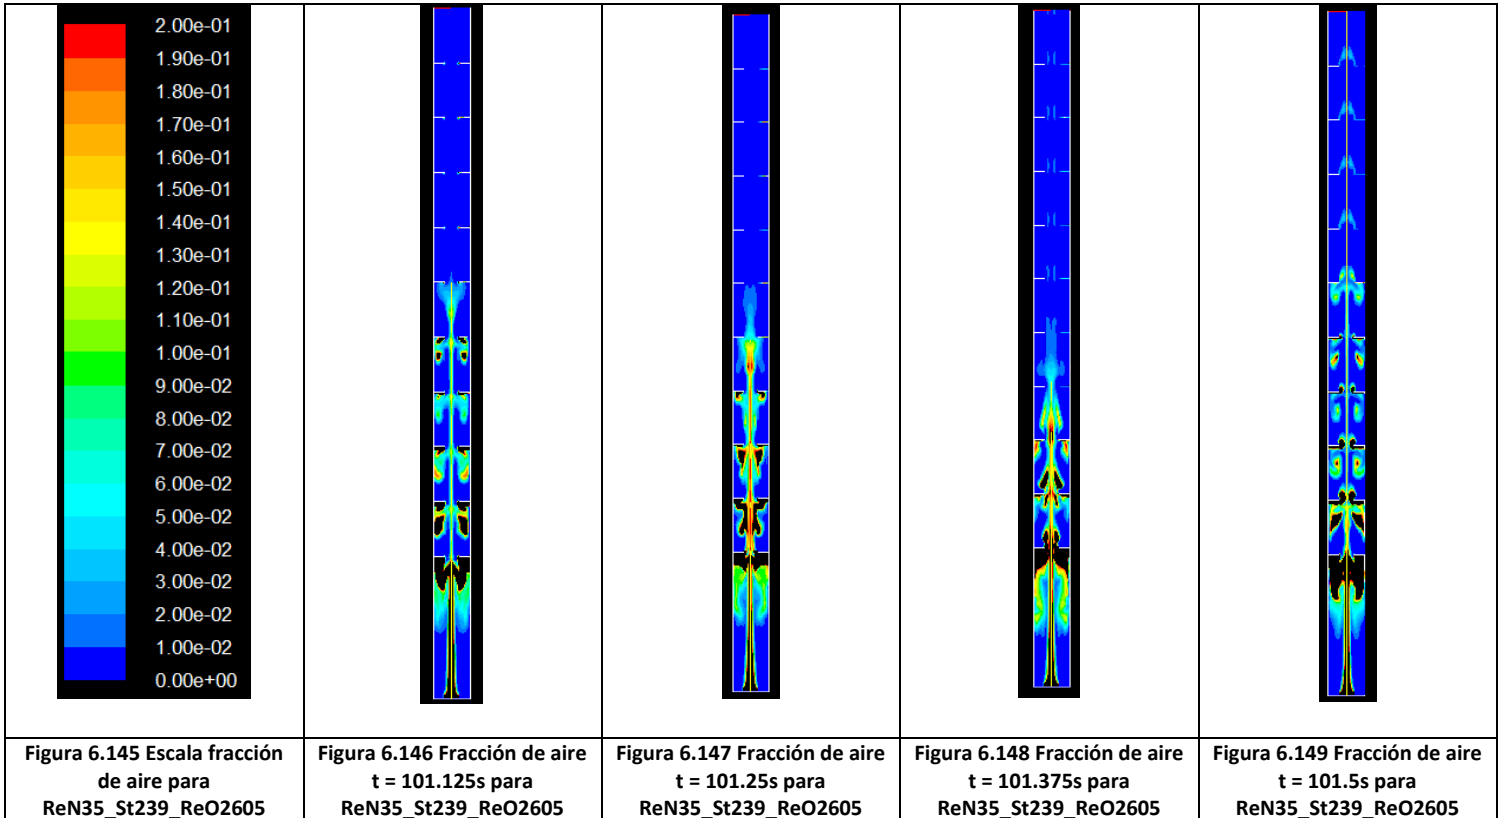 2.00e-01
1.90e-01
1.80e-01
1.70e-01
1.60e-01
1.50e-01
1.40e-01
1.30e-01
1.20e-01
1.10e-01
1.00e-01
9.00e-02
8.00e-02
7.00e-02
6.00e-02
5.00e-02
4.00e-02
3.00e-02
2.00e-02
1.00e-02
0.00e+00
Figura 6.145 Escala fracción
de aire para
ReN35_St239_ReO2605
Figura 6.146 Fracción de aire
t = 101.125s para
ReN35_St239_ReO2605
Figura 6.147 Fracción de aire
t = 101.25s para
ReN35_St239_ReO2605
Figura 6.148 Fracción de aire
t = 101.375s para
ReN35_St239_ReO2605
Figura 6.149 Fracción de aire
t = 101.5s para
ReN35_St239_ReO2605